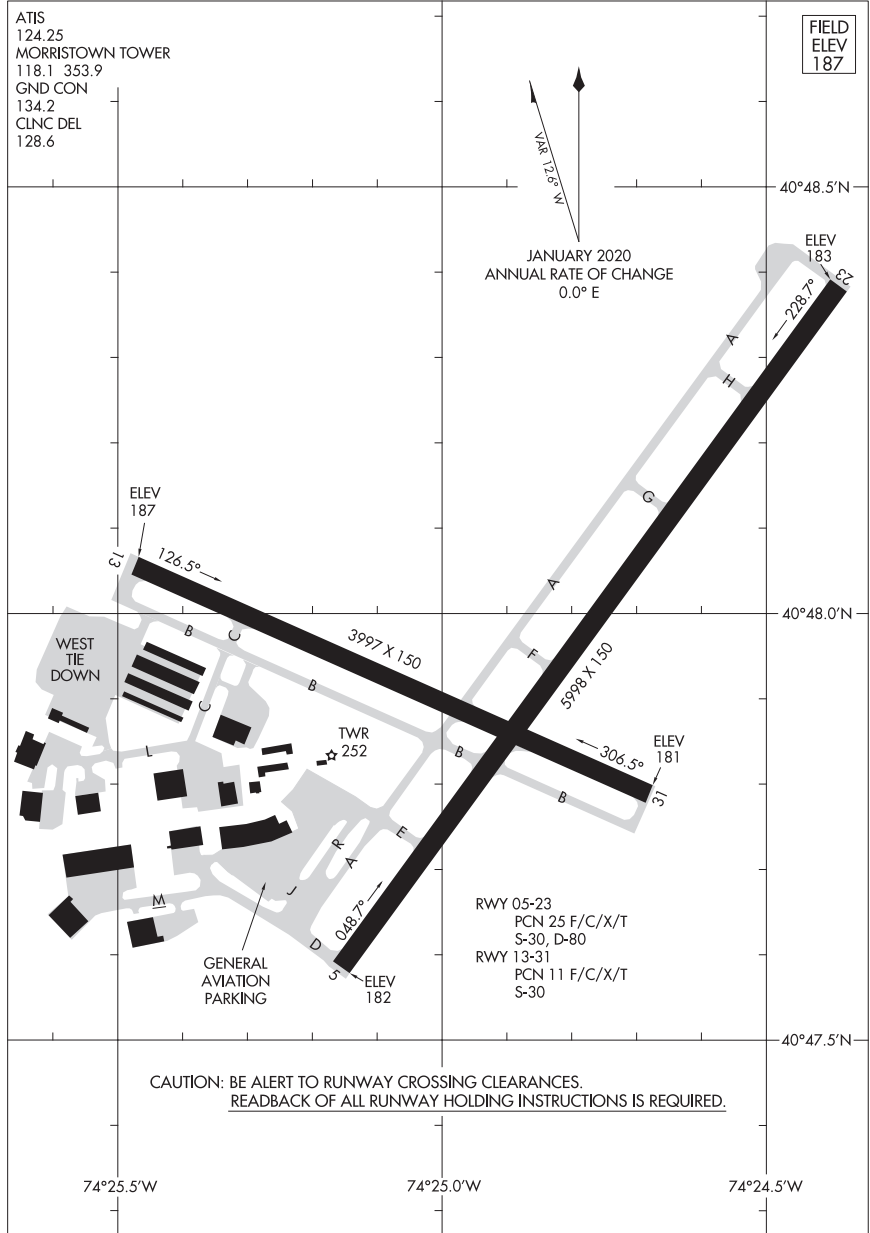 ATIS
124.25
MORRISTOWN TOWER
118.1 353.9
GND CON
134.2
CLNC DEL
128.6
FIELD
ELEV
187
VAR 12.6° W
40°48.5'N
JANUARY 2020
ANNUAL RATE OF CHANGE
0.0° E
ELEV
183
23
228.7°
A
H
G
ELEV
187
13
126.5°
A
40°48.0'N
B
C
3997 X 150
WEST
TIE
DOWN
F
5998 X 150
B
C
L
TWR
252
B
306.5°
ELEV
181
B
31
E
R
A
J
M
048.7°
D
5
ELEV
182
GENERAL
AVIATION
PARKING
RWY 05-23
PCN 25 F/C/X/T
S-30, D-80
RWY 13-31
PCN 11 F/C/X/T
S-30
40°47.5'N
CAUTION: BE ALERT TO RUNWAY CROSSING CLEARANCES.
READBACK OF ALL RUNWAY HOLDING INSTRUCTIONS IS REQUIRED.
74°25.5'W
74°25.0'W
74°24.5'W